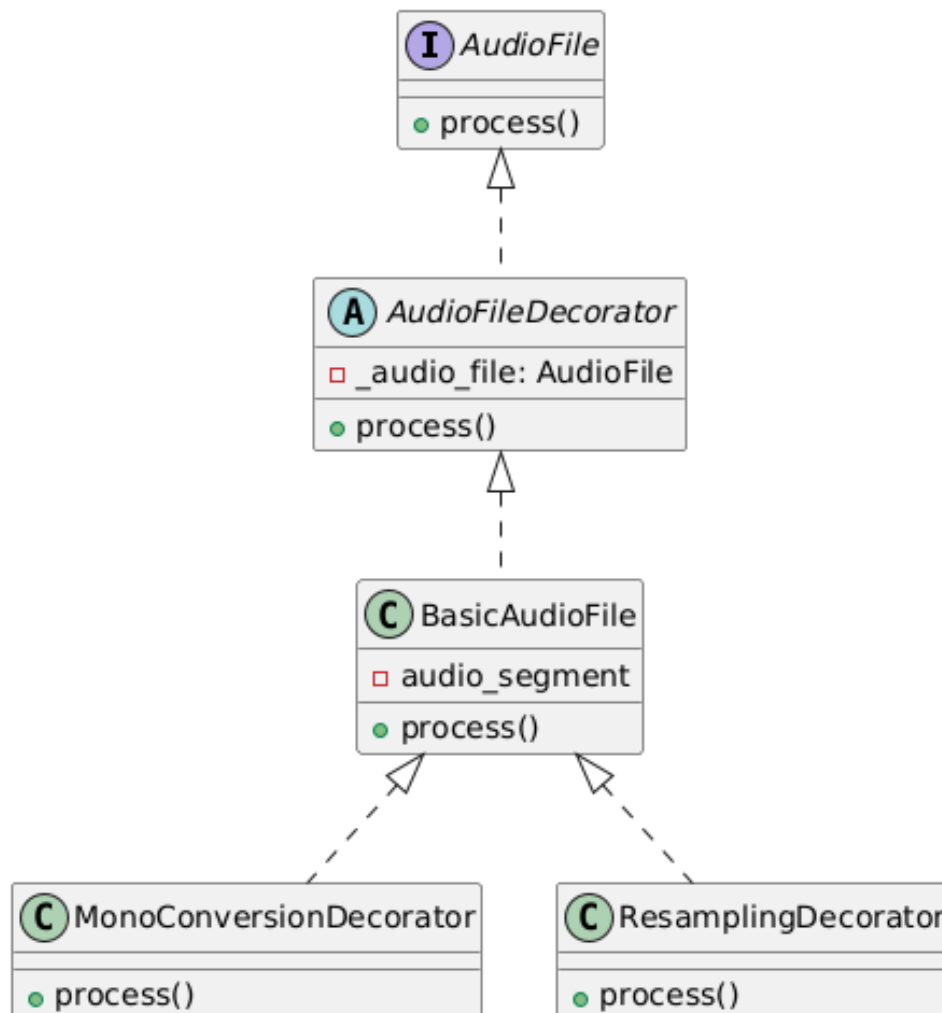 I AudioFile
process()
A AudioFileDecorator
_audio_file: AudioFile
process()
C BasicAudioFile
audio_segment
process()
C MonoConversionDecorator
process()
C ResamplingDecorator
process()